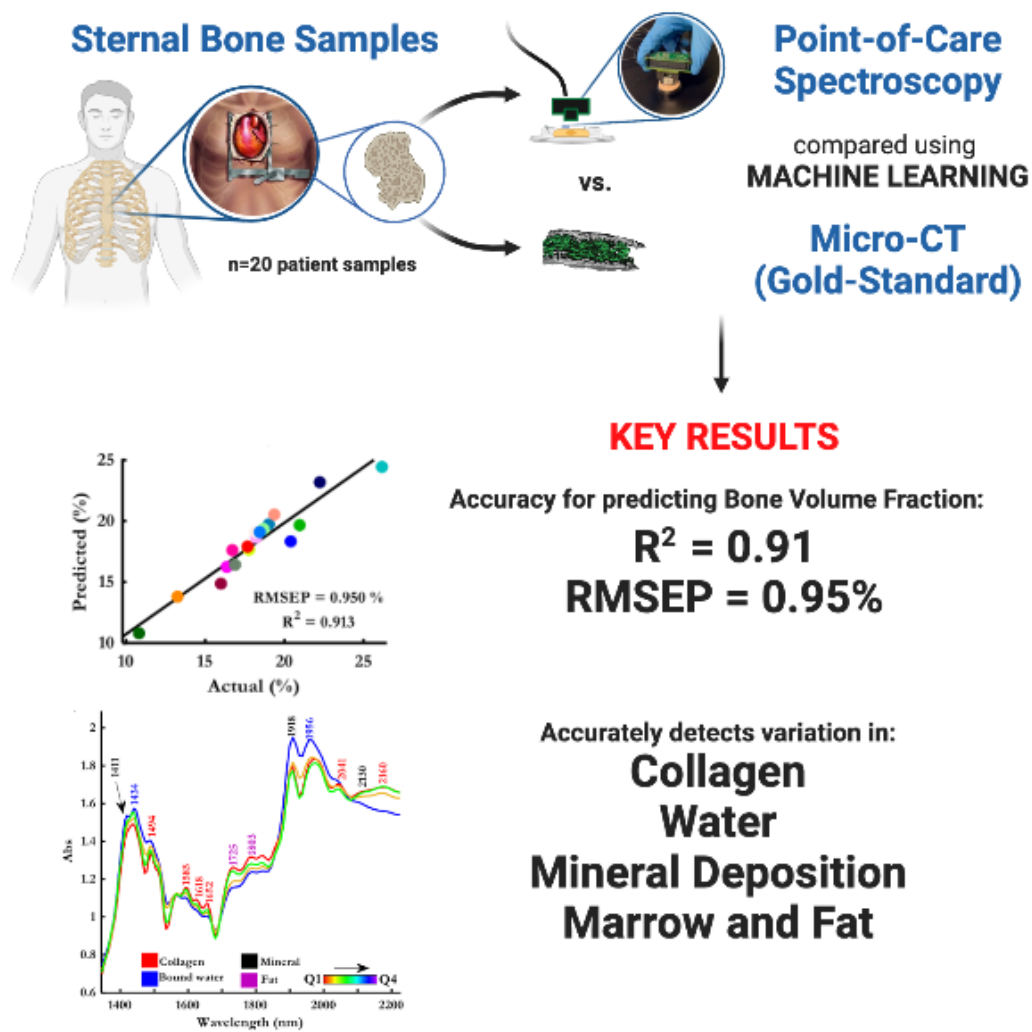 Sternal Bone Samples
n=20 patient samples
vs.
Point-of-Care
Spectroscopy
compared using
MACHINE LEARNING
Micro-CT
(Gold-Standard)
KEY RESULTS
Accuracy for predicting Bone Volume Fraction:
R² = 0.91
RMSEP = 0.95%
Predicted (%)
25
20
15
10
RMSEP = 0.950 %
R² = 0.913
10 15 20 25
Actual (%)
Accurately detects variation in:
Collagen
Water
Mineral Deposition
Marrow and Fat
Abs
2
1.8
1.6
1.4
1.2
1
0.8
0.6
1411
1434
1494
1585
1618
1652
1725
1803
1918
1956
2041
2130
2160
Collagen
Mineral
Bound water
Fat
Q1 Q4
1400 1600 1800 2000 2200
Wavelength (nm)